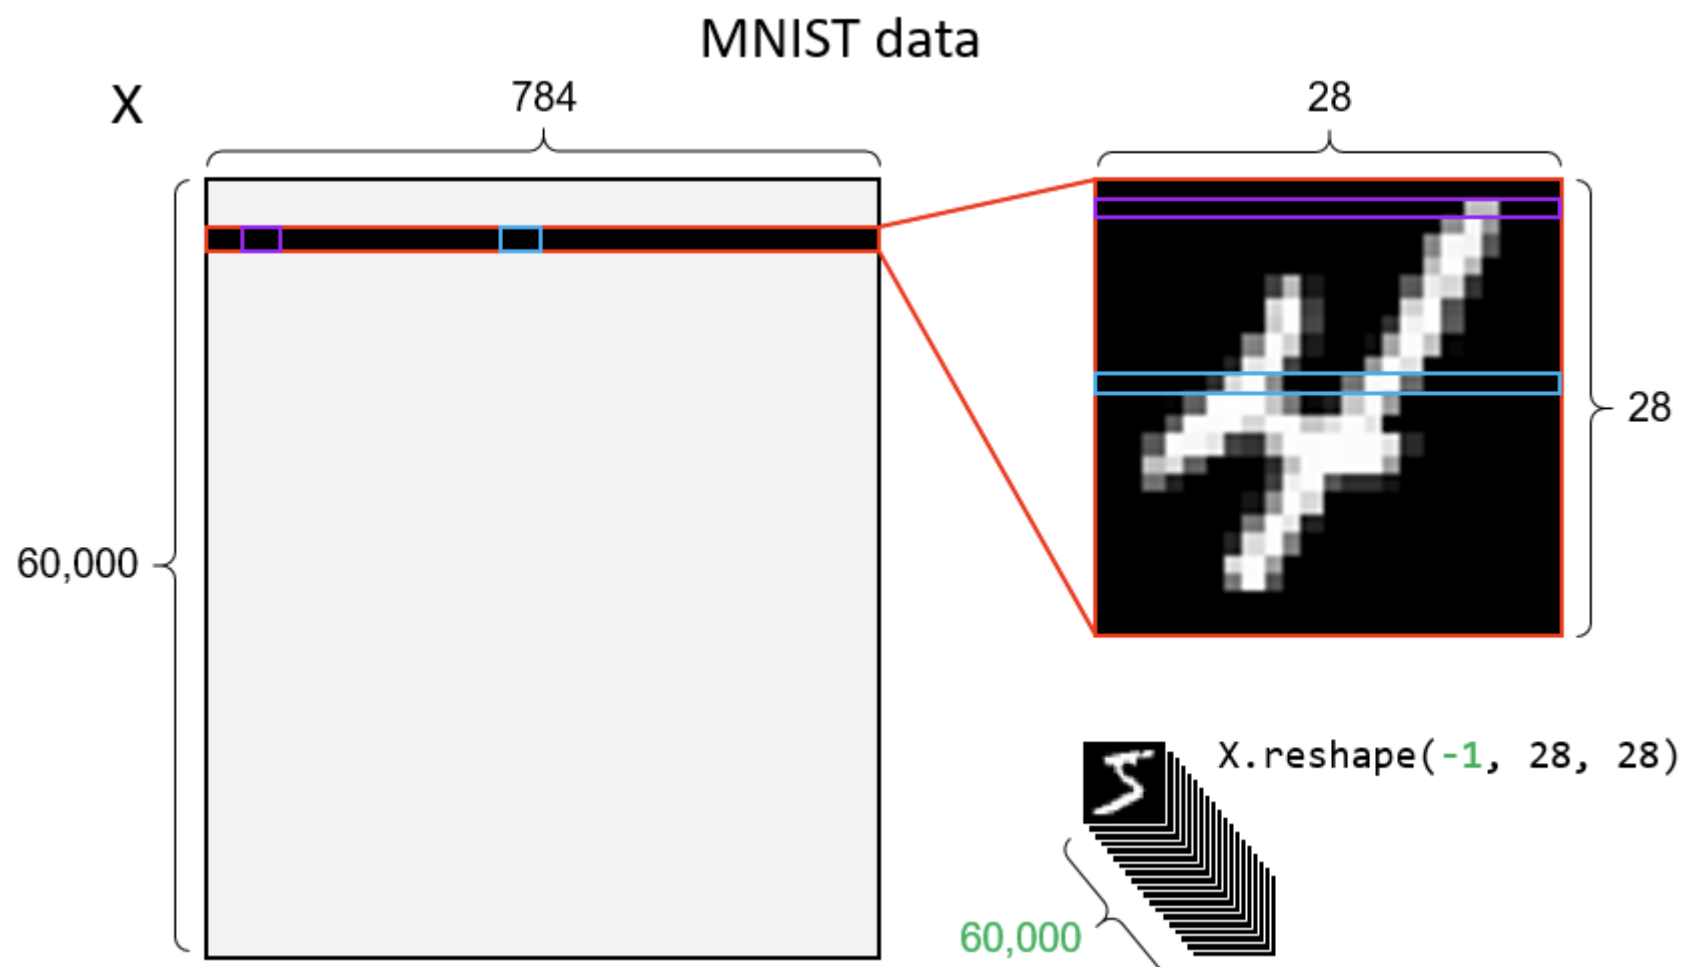 MNIST data
X
784
28
60,000
28
X.reshape(-1, 28, 28)
60,000